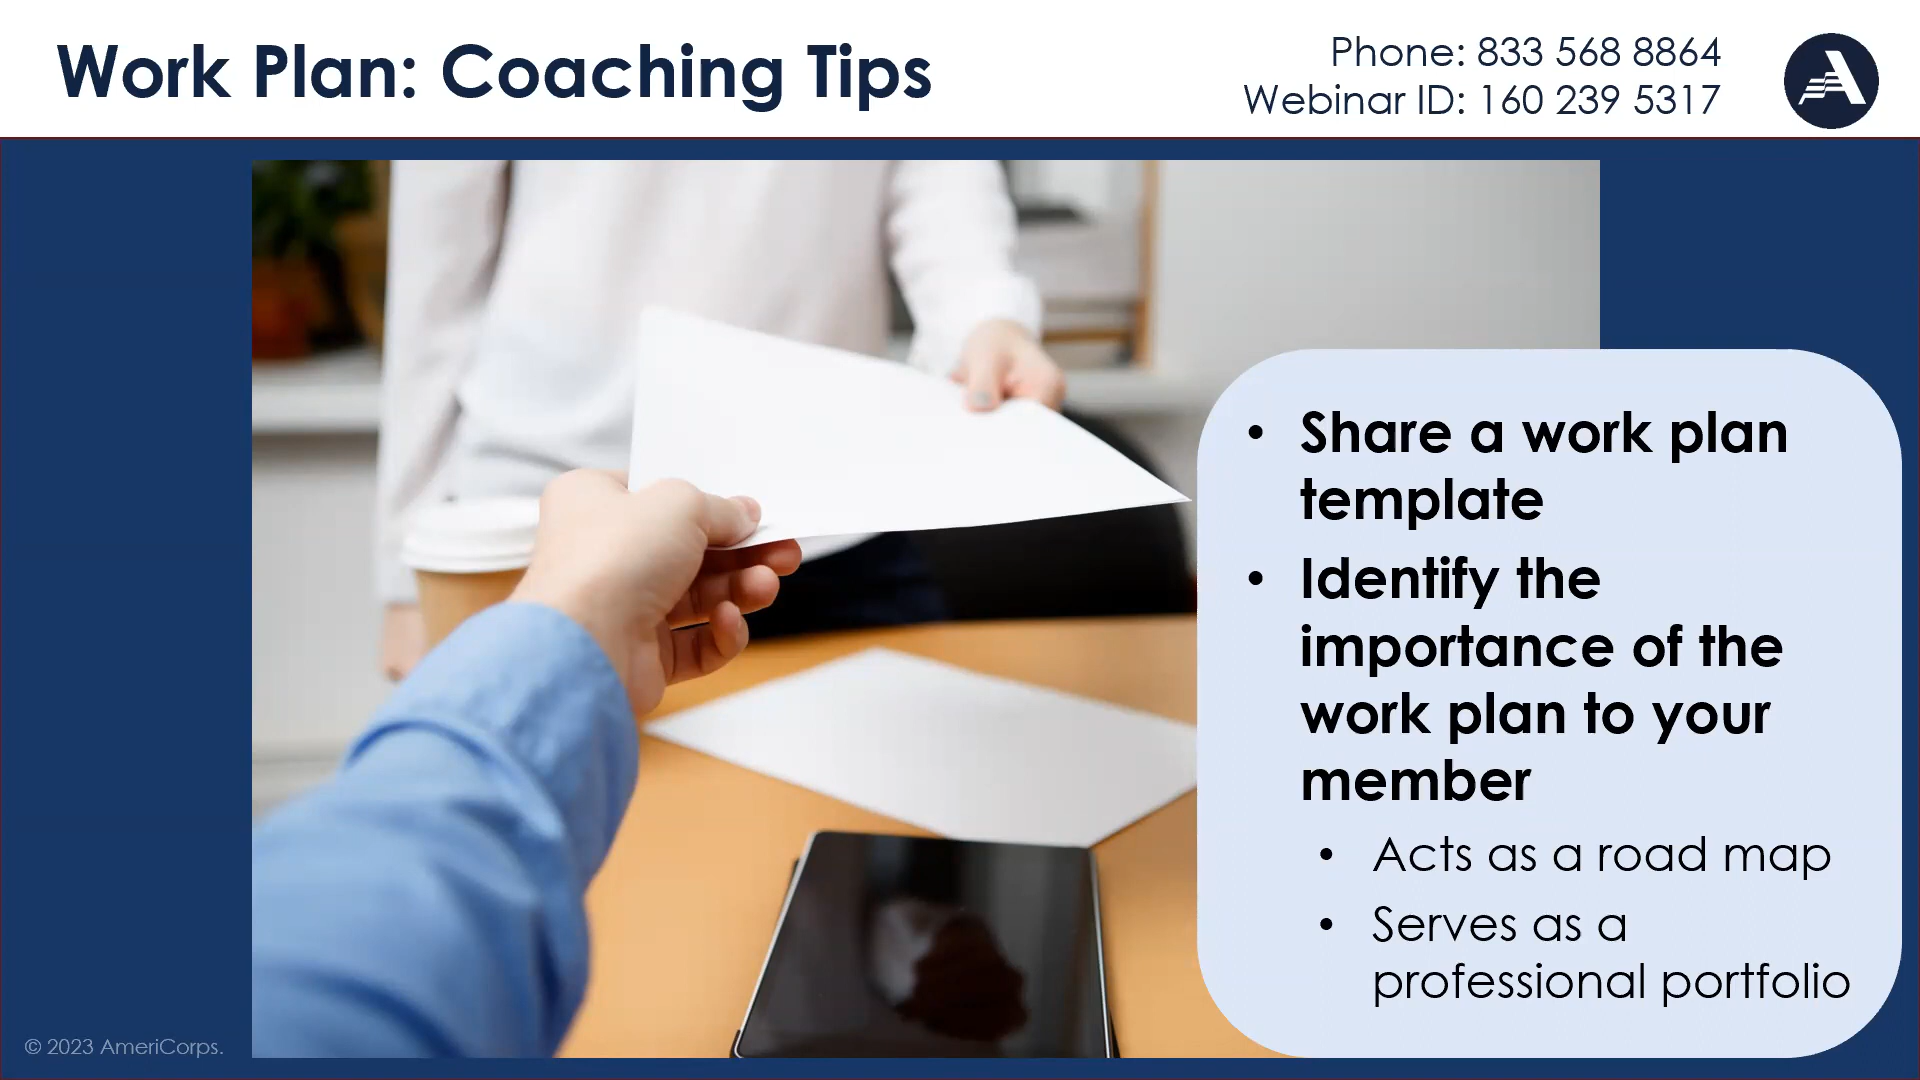 Work Plan: Coaching Tips
Phone: 833 568 8864
Webinar ID: 160 239 5317
• Share a work plan
template
• Identify the
importance of the
work plan to your
member
• Acts as a road map
• Serves as a
professional portfolio
© 2023 AmeriCorps.